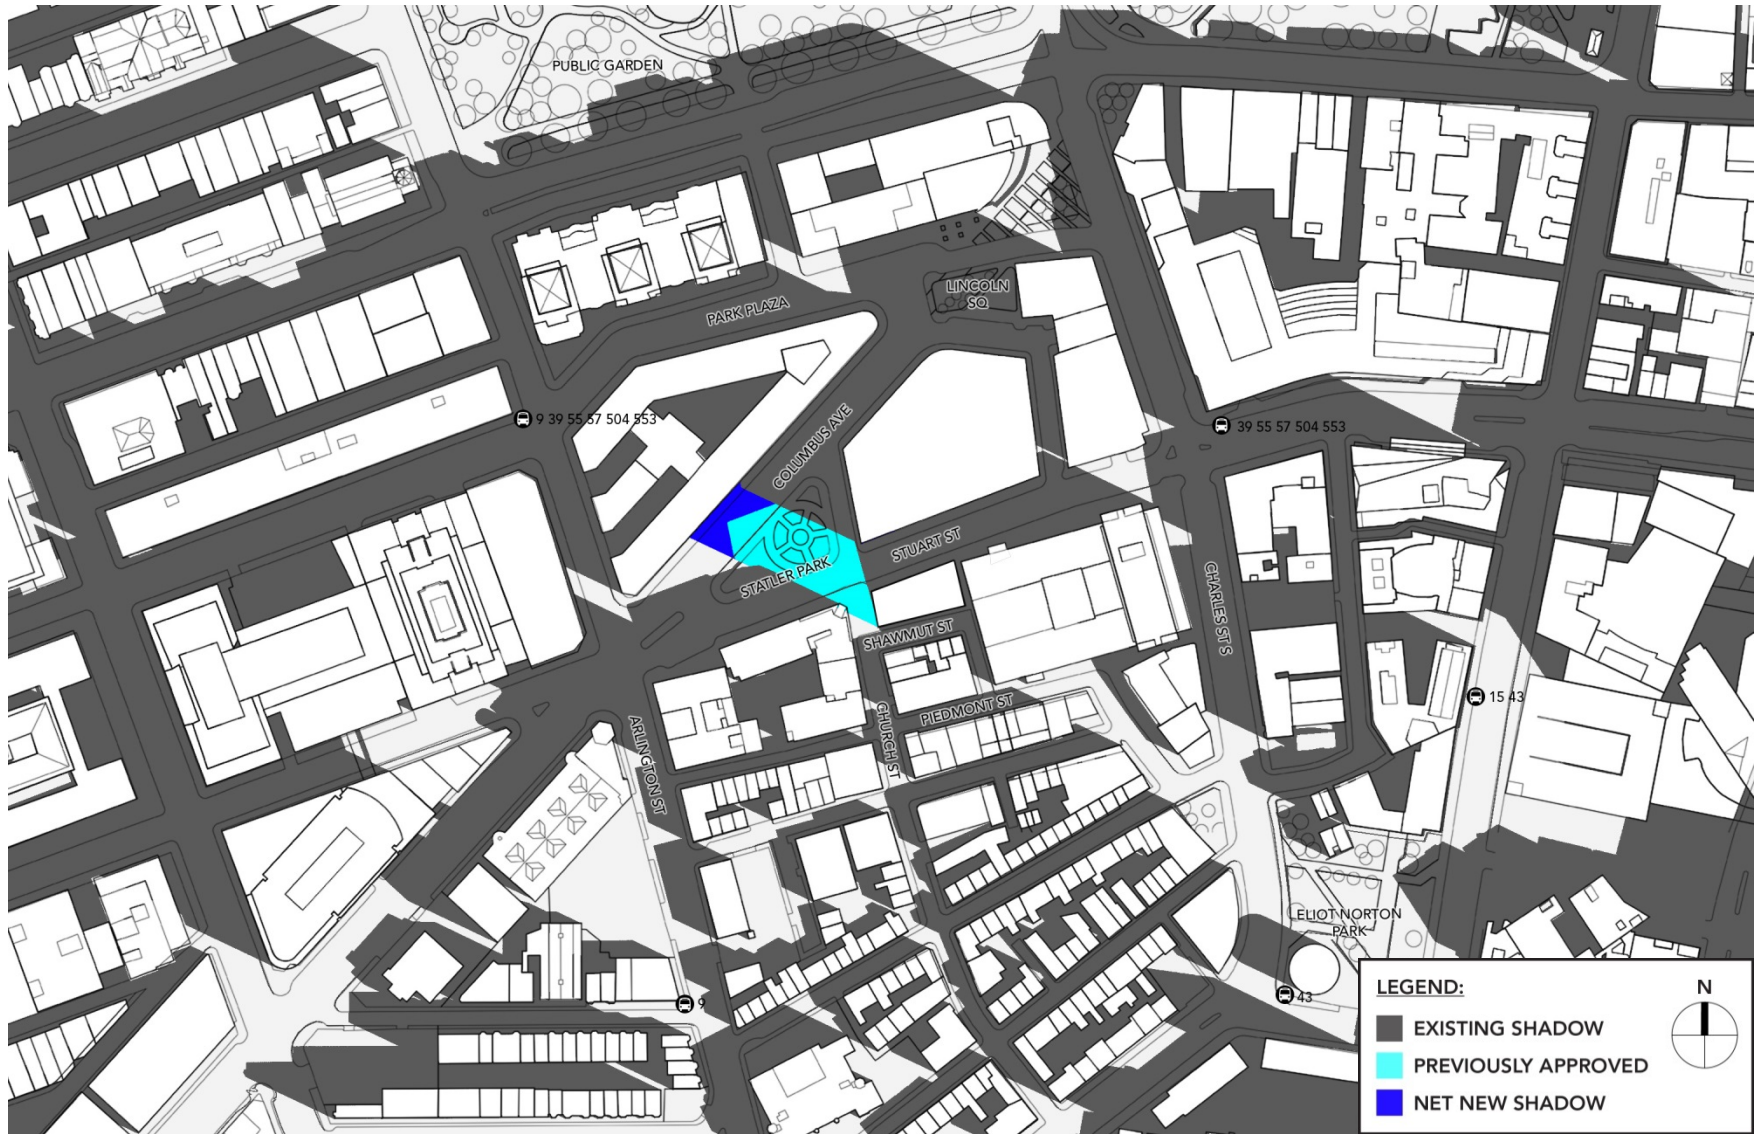 PUBLIC GARDEN
PARK PLAZA
LINCOLN
SQ
9 39 55 57 504 553
COLUMBUS AVE
39 55 57 504 553
STUART ST
STATLER PARK
SHAWMUT ST
CHARLES ST S
15 43
PIEDMONT ST
ARLINGTON ST
CHURCH ST
ELIOT NORTON
PARK
43
9
LEGEND:
N
EXISTING SHADOW
PREVIOUSLY APPROVED
NET NEW SHADOW